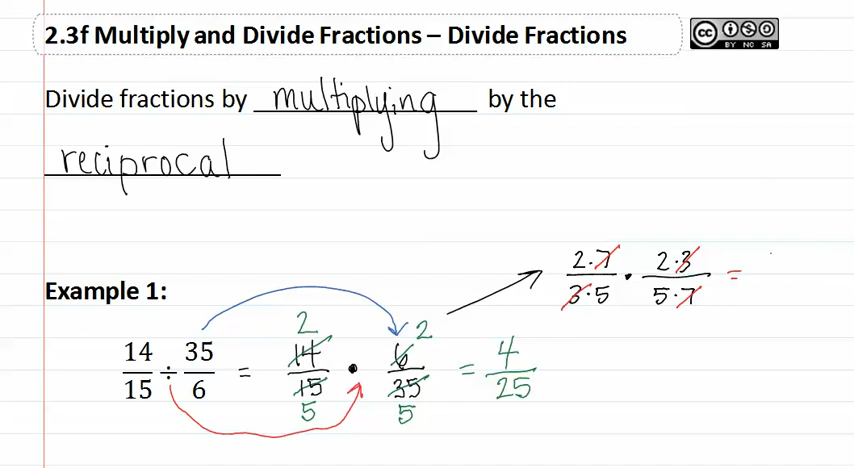 2.3f Multiply and Divide Fractions – Divide Fractions
cc BY NC SA
Divide fractions by multiplying by the
reciprocal
2·7/3·5 · 2·3/5·7 =
Example 1:
14/15 ÷ 35/6 = 14/15 · 6/35 = 4/25
2 2
5 5